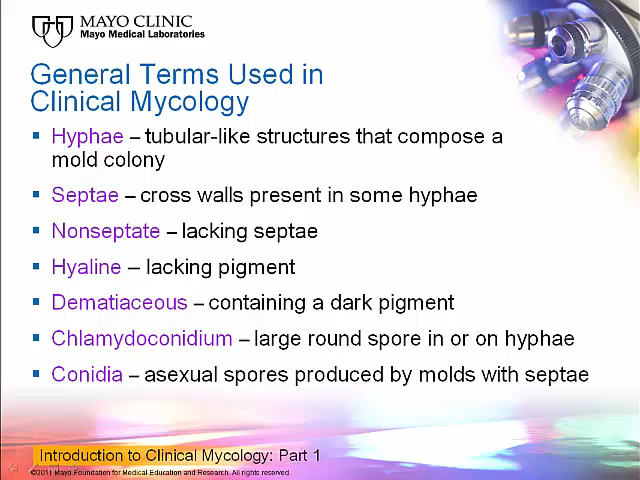 MAYO CLINIC
Mayo Medical Laboratories
General Terms Used in
Clinical Mycology
Hyphae – tubular-like structures that compose a
mold colony
Septae – cross walls present in some hyphae
Nonseptate – lacking septae
Hyaline – lacking pigment
Dematiaceous – containing a dark pigment
Chlamydoconidium – large round spore in or on hyphae
Conidia – asexual spores produced by molds with septae
Introduction to Clinical Mycology: Part 1
©2011 Mayo Foundation for Medical Education and Research. All rights reserved.